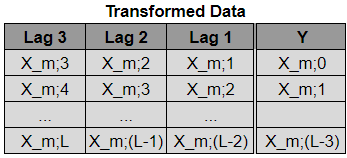 Transformed Data
Lag 3 Lag 2 Lag 1 Y
X_m;3 X_m;2 X_m;1 X_m;0
X_m;4 X_m;3 X_m;2 X_m;1
... ... ... ...
X_m;L X_m;(L-1) X_m;(L-2) X_m;(L-3)